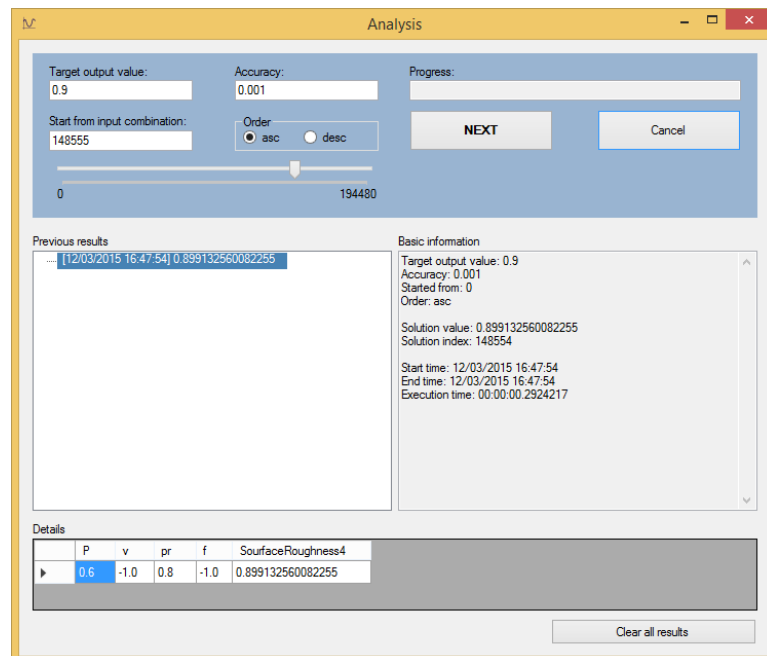 Analysis
Target output value:
0.9
Accuracy:
0.001
Progress:
Start from input combination:
148555
Order
asc
desc
NEXT
Cancel
0
194480
Previous results
[12/03/2015 16:47:54] 0.899132560082255
Basic information
Target output value: 0.9
Accuracy: 0.001
Started from: 0
Order: asc
Solution value: 0.899132560082255
Solution index: 148554
Start time: 12/03/2015 16:47:54
End time: 12/03/2015 16:47:54
Execution time: 00:00:00.2924217
Details
P v pr f SourfaceRoughness4
0.6 -1.0 0.8 -1.0 0.899132560082255
Clear all results